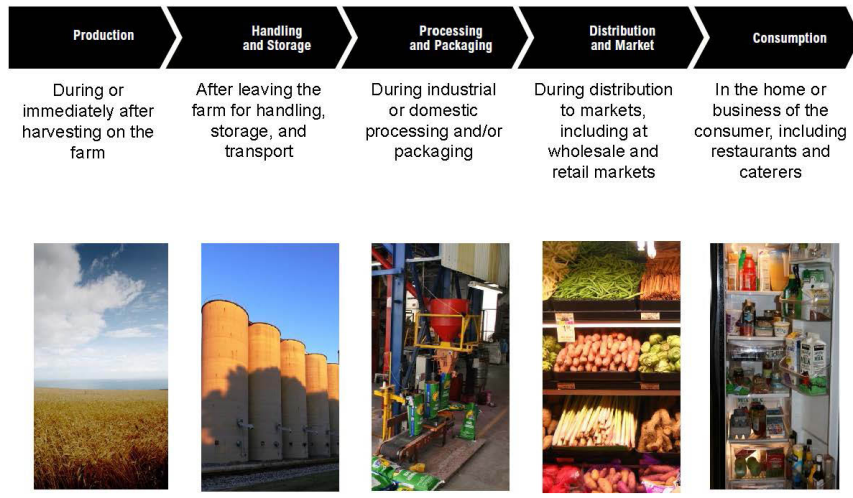 Production
Handling
and Storage
Processing
and Packaging
Distribution
and Market
Consumption
During or
immediately after
harvesting on the
farm
After leaving the
farm for handling,
storage, and
transport
During industrial
or domestic
processing and/or
packaging
During distribution
to markets,
including at
wholesale and
retail markets
In the home or
business of the
consumer, including
restaurants and
caterers